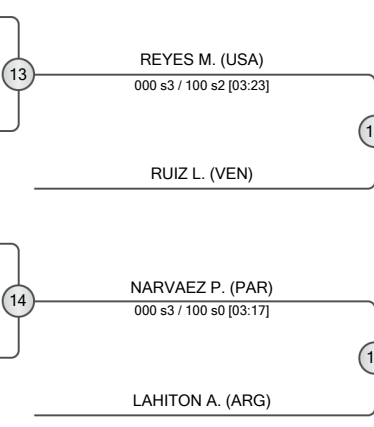 13
REYES M. (USA)
000 s3 / 100 s2 [03:23]
RUIZ L. (VEN)
14
NARVAEZ P. (PAR)
000 s3 / 100 s0 [03:17]
LAHITON A. (ARG)